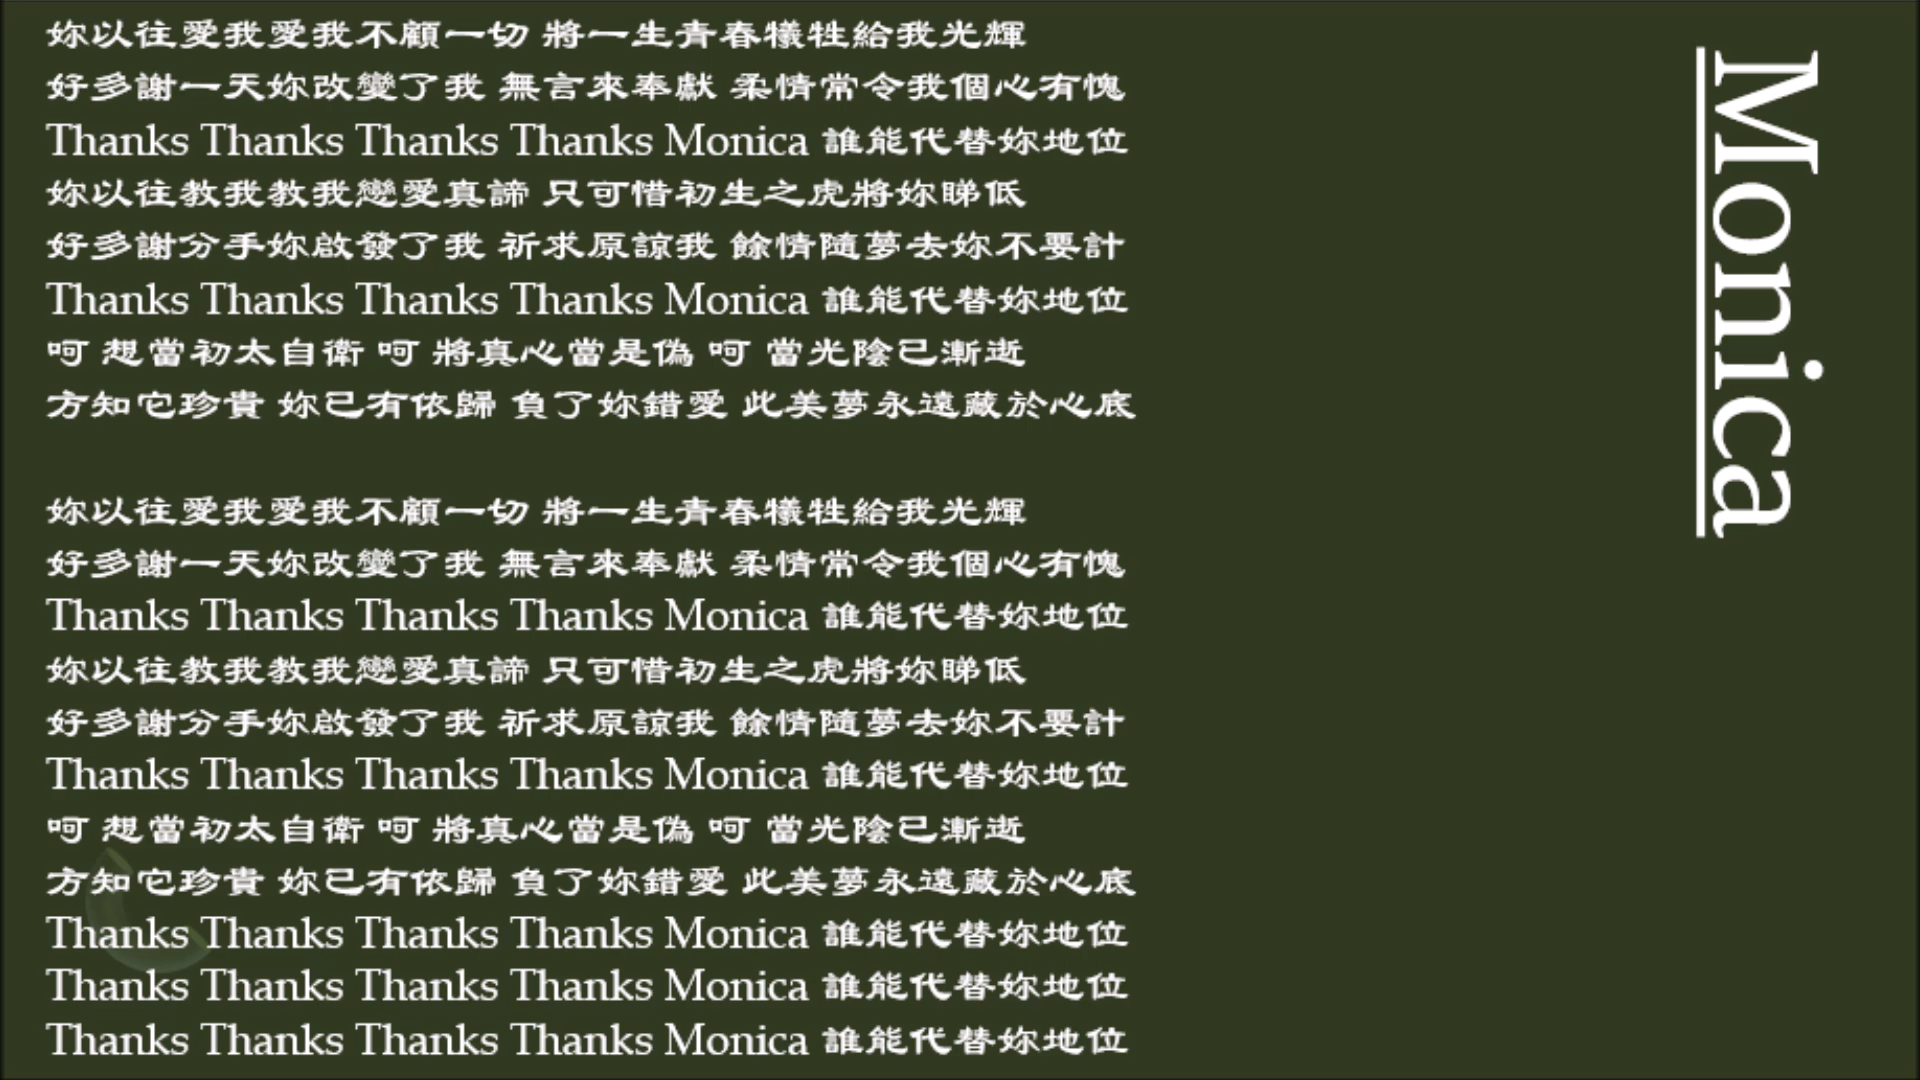 妳以往愛我愛我不顧一切 將一生青春犠牲給我光輝
好多謝一天妳改變了我 無言來奉獻 柔情常令我個心有愧
Thanks Thanks Thanks Thanks Monica 誰能代替妳地位
妳以往教我教我戀愛真諦 只可惜初生之虎將妳睇低
好多謝分手妳啟發了我 祈求原諒我 餘情隨夢去妳不要計
Thanks Thanks Thanks Thanks Monica 誰能代替妳地位
呵 想當初太自衛 呵 將真心當是偽 呵 當光陰已漸逝
方知它珍貴 妳已有依歸 負了妳錯愛 此美夢永遠藏於心底
妳以往愛我愛我不顧一切 將一生青春犠牲給我光輝
好多謝一天妳改變了我 無言來奉獻 柔情常令我個心有愧
Thanks Thanks Thanks Thanks Monica 誰能代替妳地位
妳以往教我教我戀愛真諦 只可惜初生之虎將妳睇低
好多謝分手妳啟發了我 祈求原諒我 餘情隨夢去妳不要計
Thanks Thanks Thanks Thanks Monica 誰能代替妳地位
呵 想當初太自衛 呵 將真心當是偽 呵 當光陰已漸逝
方知它珍貴 妳已有依歸 負了妳錯愛 此美夢永遠藏於心底
Thanks Thanks Thanks Thanks Monica 誰能代替妳地位
Thanks Thanks Thanks Thanks Monica 誰能代替妳地位
Thanks Thanks Thanks Thanks Monica 誰能代替妳地位
Monica